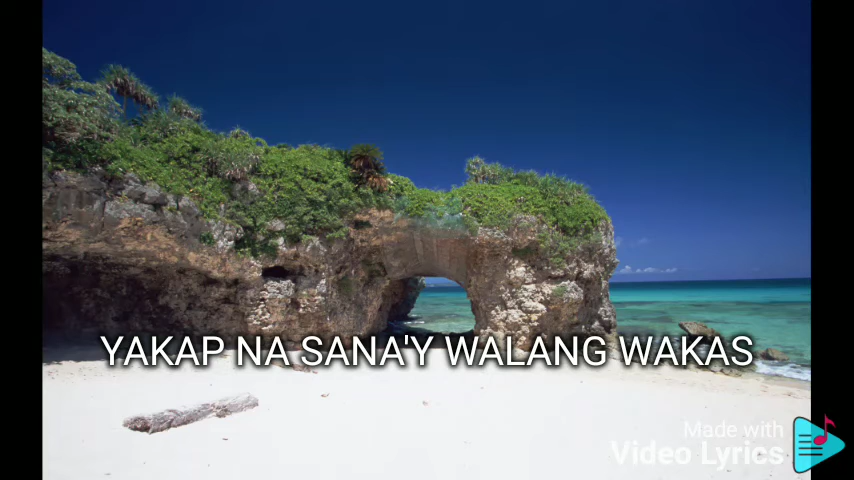 YAKAP NA SANA'Y WALANG WAKAS
Made with
Video Lyrics